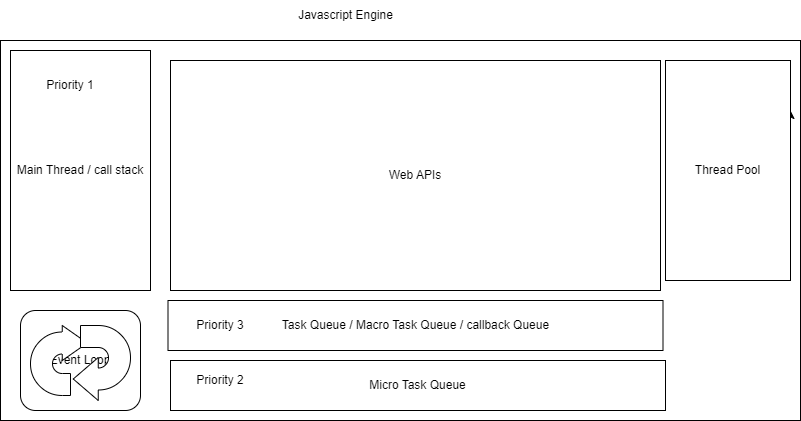 Javascript Engine
Priority 1
Main Thread / call stack
Web APIs
Thread Pool
Priority 3 Task Queue / Macro Task Queue / callback Queue
Event Loop
Priority 2 Micro Task Queue